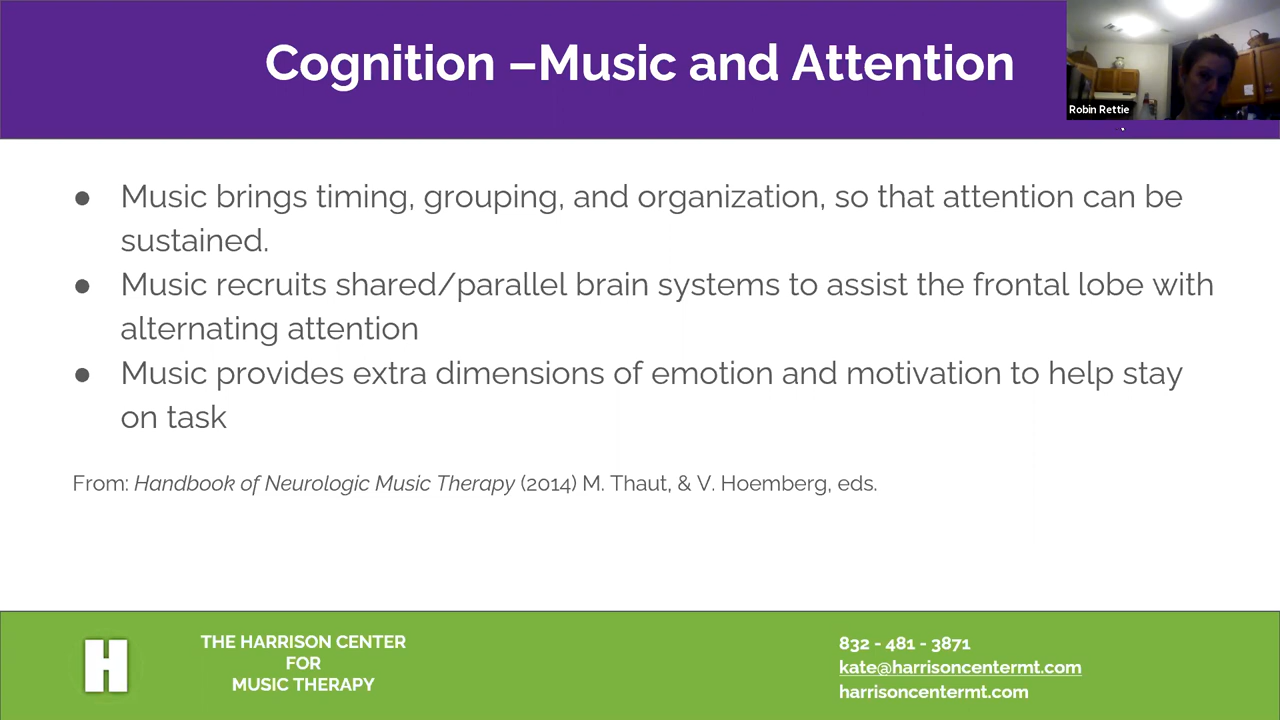 Cognition –Music and Attention
Robin Rettie
● Music brings timing, grouping, and organization, so that attention can be
sustained.
● Music recruits shared/parallel brain systems to assist the frontal lobe with
alternating attention
● Music provides extra dimensions of emotion and motivation to help stay
on task
From: Handbook of Neurologic Music Therapy (2014) M. Thaut, & V. Hoemberg, eds.
H
THE HARRISON CENTER
FOR
MUSIC THERAPY
832 - 481 - 3871
kate@harrisoncentermt.com
harrisoncentermt.com